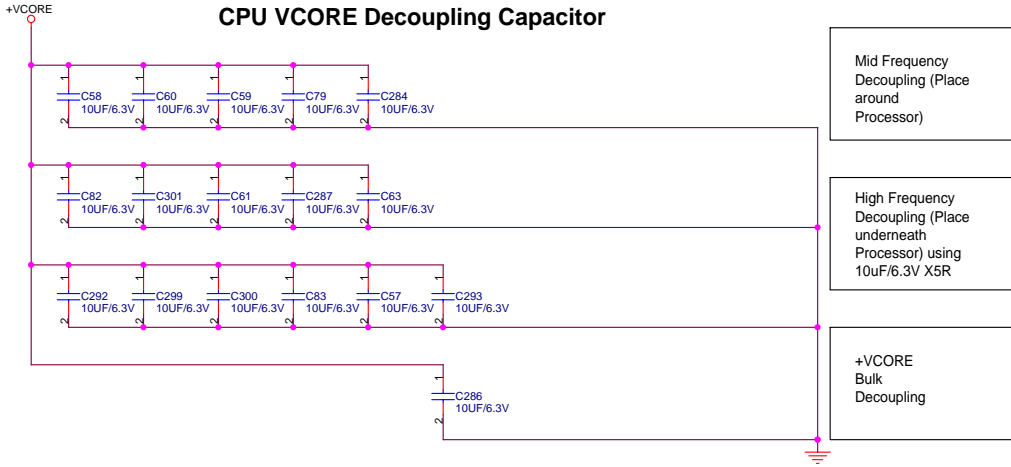 +VCORE
CPU VCORE Decoupling Capacitor
1 1 1 1 1
C58 C60 C59 C79 C284
10UF/6.3V 10UF/6.3V 10UF/6.3V 10UF/6.3V 10UF/6.3V
2 2 2 2 2
1 1 1 1 1
C82 C301 C61 C287 C63
10UF/6.3V 10UF/6.3V 10UF/6.3V 10UF/6.3V 10UF/6.3V
2 2 2 2 2
1 1 1 1 1 1
C292 C299 C300 C83 C57 C293
10UF/6.3V 10UF/6.3V 10UF/6.3V 10UF/6.3V 10UF/6.3V 10UF/6.3V
2 2 2 2 2 2
1
C286
10UF/6.3V
2
Mid Frequency
Decoupling (Place
around
Processor)
High Frequency
Decoupling (Place
underneath
Processor) using
10uF/6.3V X5R
+VCORE
Bulk
Decoupling